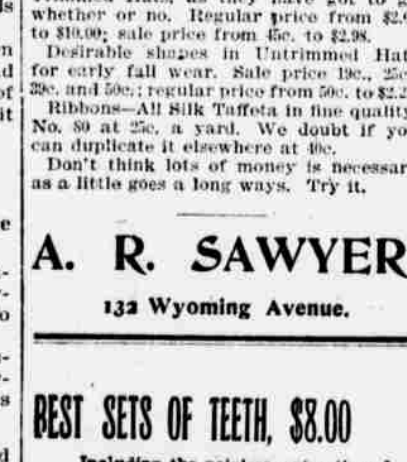 whether or no. Regular price from
to $10.00; sale price from 45c. to $2.98.
Desirable shapes in Untrimmed Hat
for early fall wear. Sale price 19c., 25c
39c. and 50c.; regular price from 50c. to $2.2
Ribbons—All Silk Taffeta in fine quality
No. 80 at 25c. a yard. We doubt if yo
can duplicate it elsewhere at 40c.
Don't think lots of money is necessar
as a little goes a long ways. Try it.
A. R. SAWYER
132 Wyoming Avenue.
BEST SETS OF TEETH, $8.00
Including the